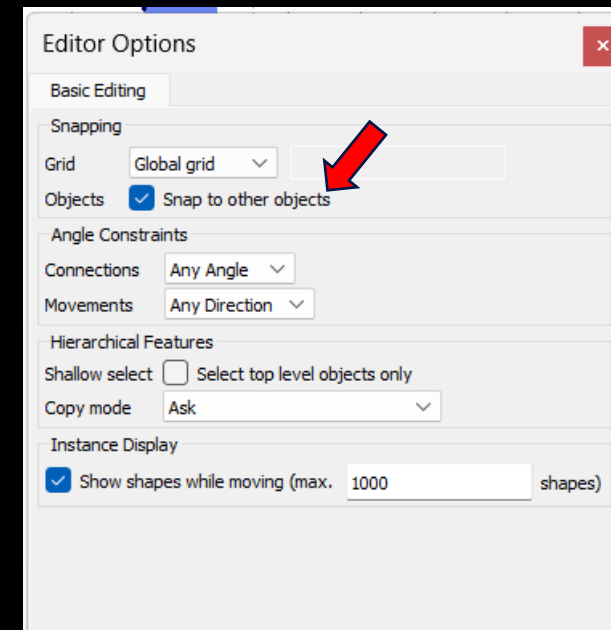 Editor Options
Basic Editing
Snapping
Grid Global grid
Objects Snap to other objects
Angle Constraints
Connections Any Angle
Movements Any Direction
Hierarchical Features
Shallow select Select top level objects only
Copy mode Ask
Instance Display
Show shapes while moving (max. 1000 shapes)